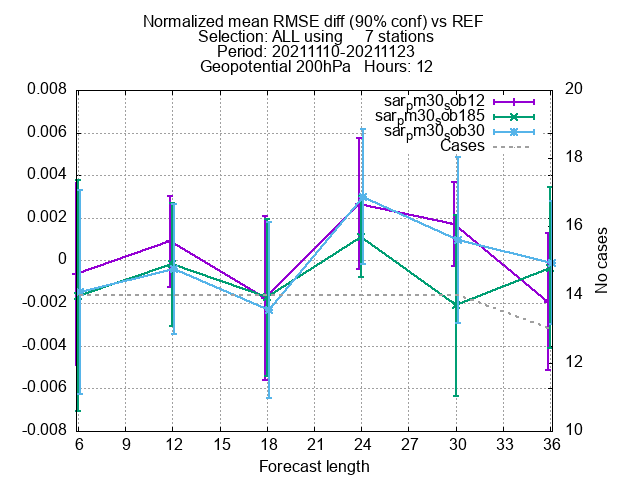 Normalized mean RMSE diff (90% conf) vs REF
Selection: ALL using 7 stations
Period: 20211110-20211123
Geopotential 200hPa Hours: 12
sarpm30sob12
sarpm30sob185
sarpm30sob30
Cases
0.008
0.006
0.004
0.002
0
-0.002
-0.004
-0.006
-0.008
20
18
16
14
12
10
No cases
6 9 12 15 18 21 24 27 30 33 36
Forecast length